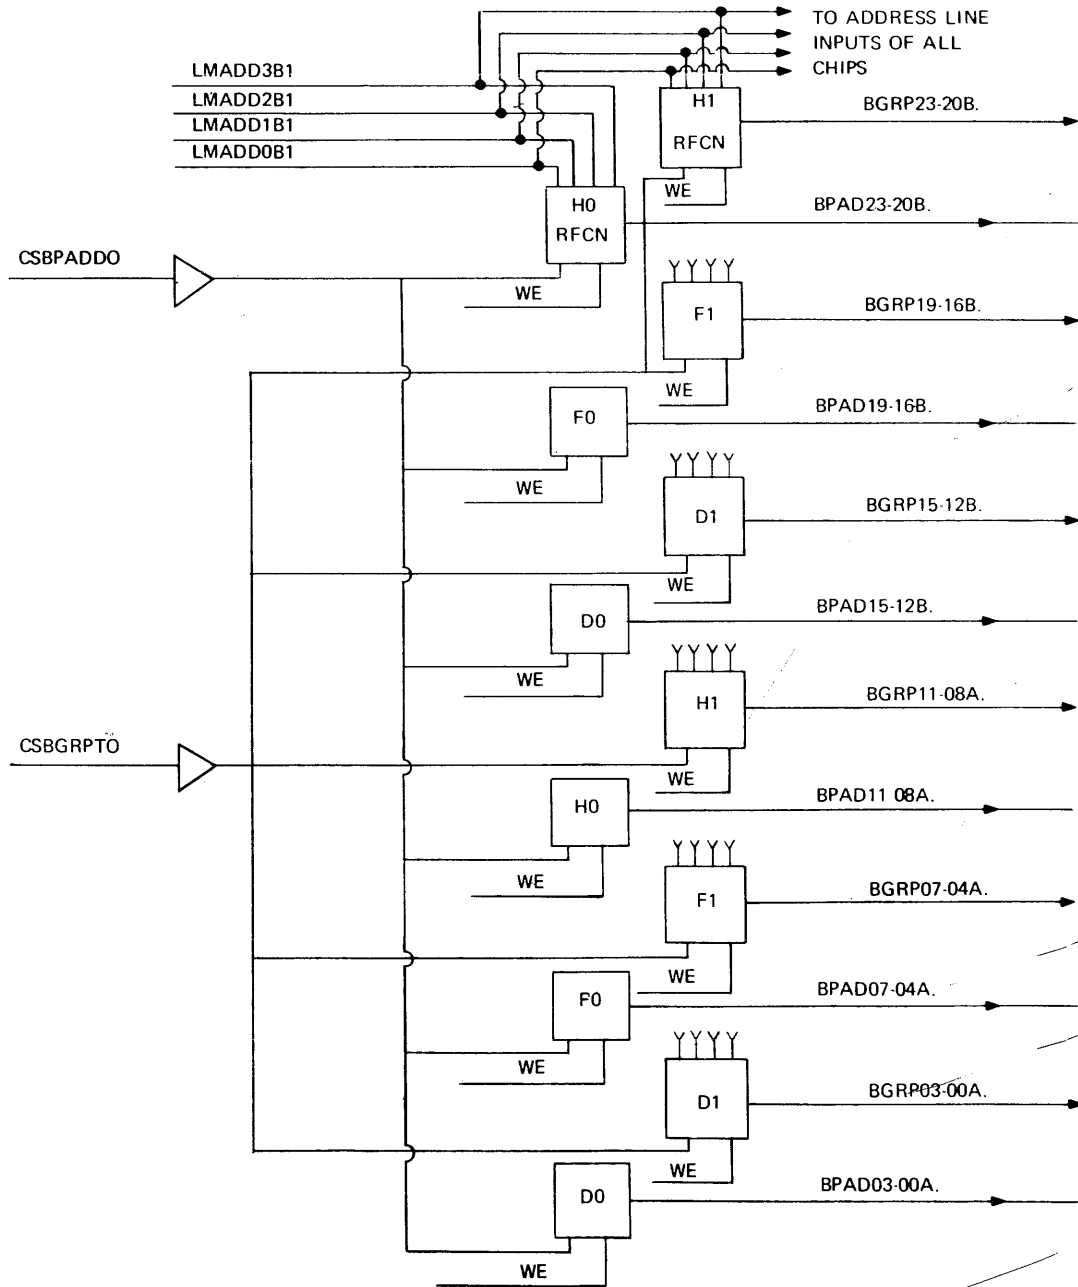 TO ADDRESS LINE
INPUTS OF ALL
CHIPS
LMADD3B1
LMADD2B1
LMADD1B1
LMADD0B1
H1
RFCN
BGRP23-20B.
WE
H0
RFCN
BPAD23-20B.
CSBPADDO
WE
F1
BGRP19-16B.
WE
F0
BPAD19-16B.
WE
D1
BGRP15-12B.
WE
D0
BPAD15-12B.
WE
H1
BGRP11-08A.
CSBGRPTO
WE
H0
BPAD11 08A.
WE
F1
BGRP07-04A.
WE
F0
BPAD07-04A.
WE
D1
BGRP03-00A.
WE
D0
BPAD03-00A.
WE